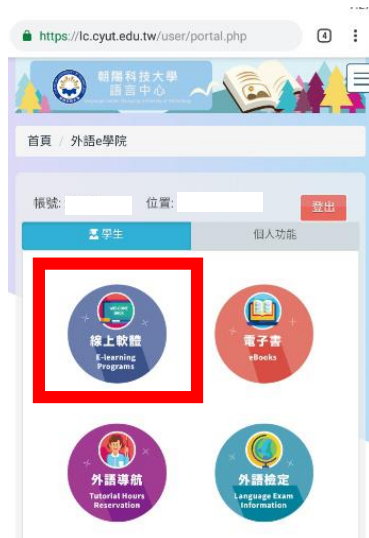 https://lc.cyut.edu.tw/user/portal.php
4
朝陽科技大學
語言中心
首頁 / 外語e學院
帳號:
位置:
登出
學生
個人功能
線上軟體
E-learning
Programs
電子書
eBooks
外語導航
Tutorial Hours
Reservation
外語檢定
Language Exam
Information